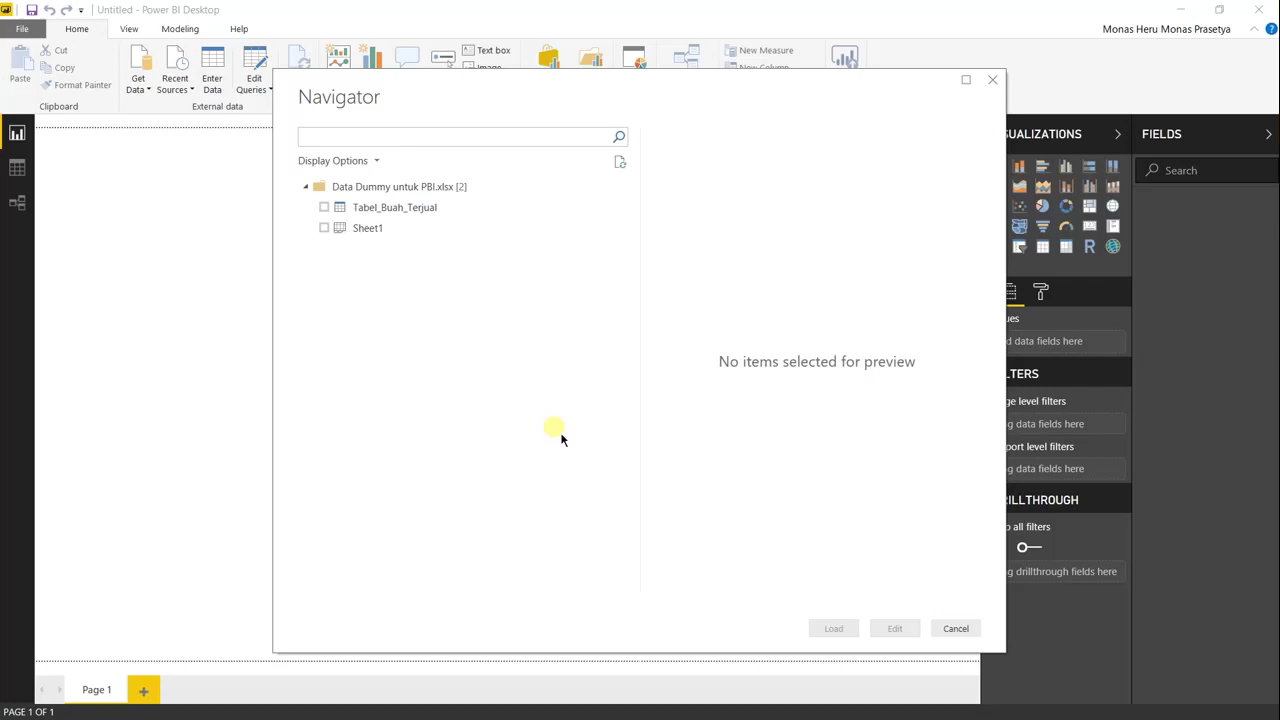 Untitled - Power BI Desktop
File
Home
View
Modeling
Help
Monas Heru Monas Prasetya
Paste
Cut
Copy
Format Painter
Clipboard
Get
Data
Recent
Sources
Enter
Data
Edit
Queries
External data
Text box
New Measure
Navigator
Display Options
Data Dummy untuk PBI.xlsx [2]
Tabel_Buah_Terjual
Sheet1
No items selected for preview
Load
Edit
Cancel
UALIZATIONS
FIELDS
Search
R
ues
d data fields here
LTERS
ge level filters
ng data fields here
port level filters
ng data fields here
RILLTHROUGH
p all filters
ng drillthrough fields here
Page 1
PAGE 1 OF 1